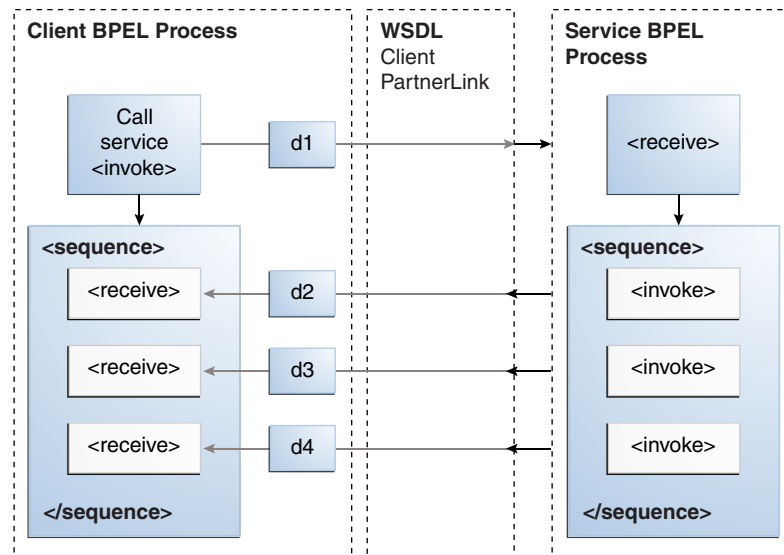 Client BPEL Process
WSDL
Client
PartnerLink
Service BPEL
Process
Call
service
<invoke>
d1
<receive>
<sequence>
<receive>
d2
<receive>
d3
<receive>
d4
</sequence>
<sequence>
<invoke>
<invoke>
<invoke>
</sequence>